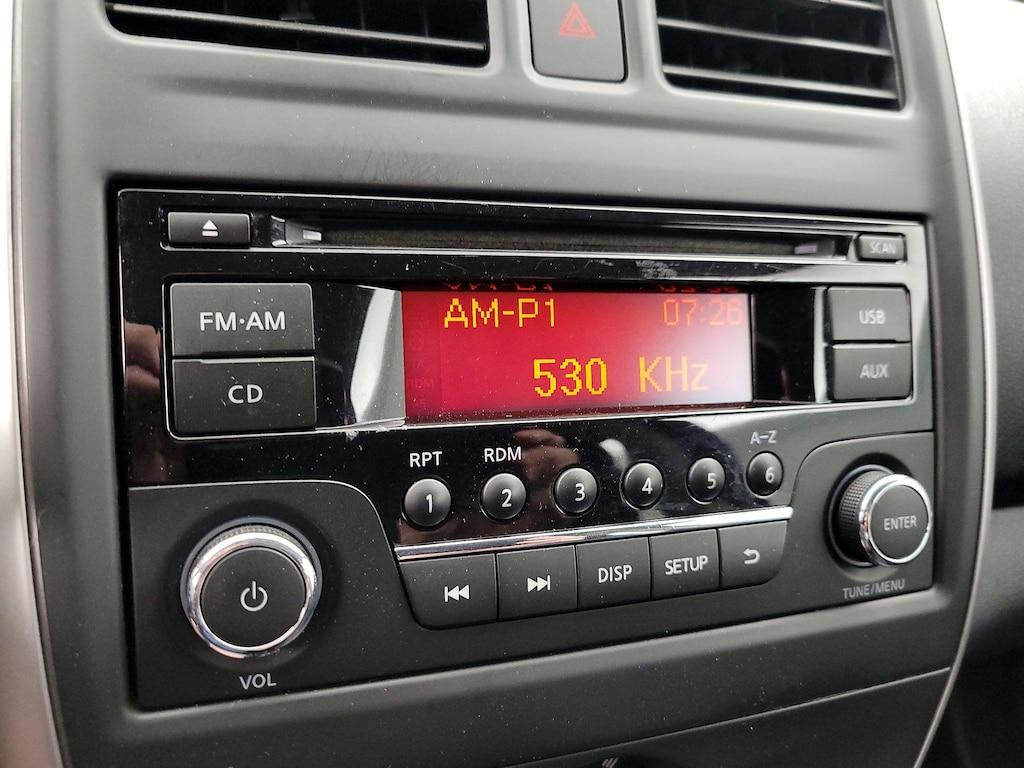 SCAN
FM·AM
AM-P1 07:26
USB
530 KHz
CD
AUX
RPT RDM A-Z
1 2 3 4 5 6
ENTER
DISP SETUP
TUNE/MENU
VOL